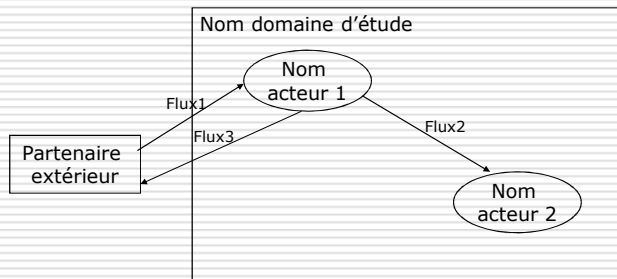 Nom domaine d’étude
Nom
acteur 1
Flux1
Flux2
Flux3
Partenaire
extérieur
Nom
acteur 2